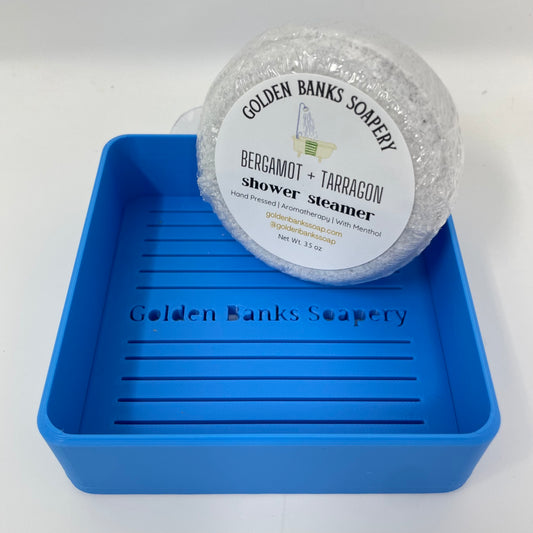 GOLDEN BANKS SOAPERY
BERGAMOT + TARRAGON
shower steamer
Hand Pressed | Aromatherapy | With Menthol
goldenbankssoap.com
@goldenbankssoap
Net Wt. 3.5 oz
Golden Banks Soapery